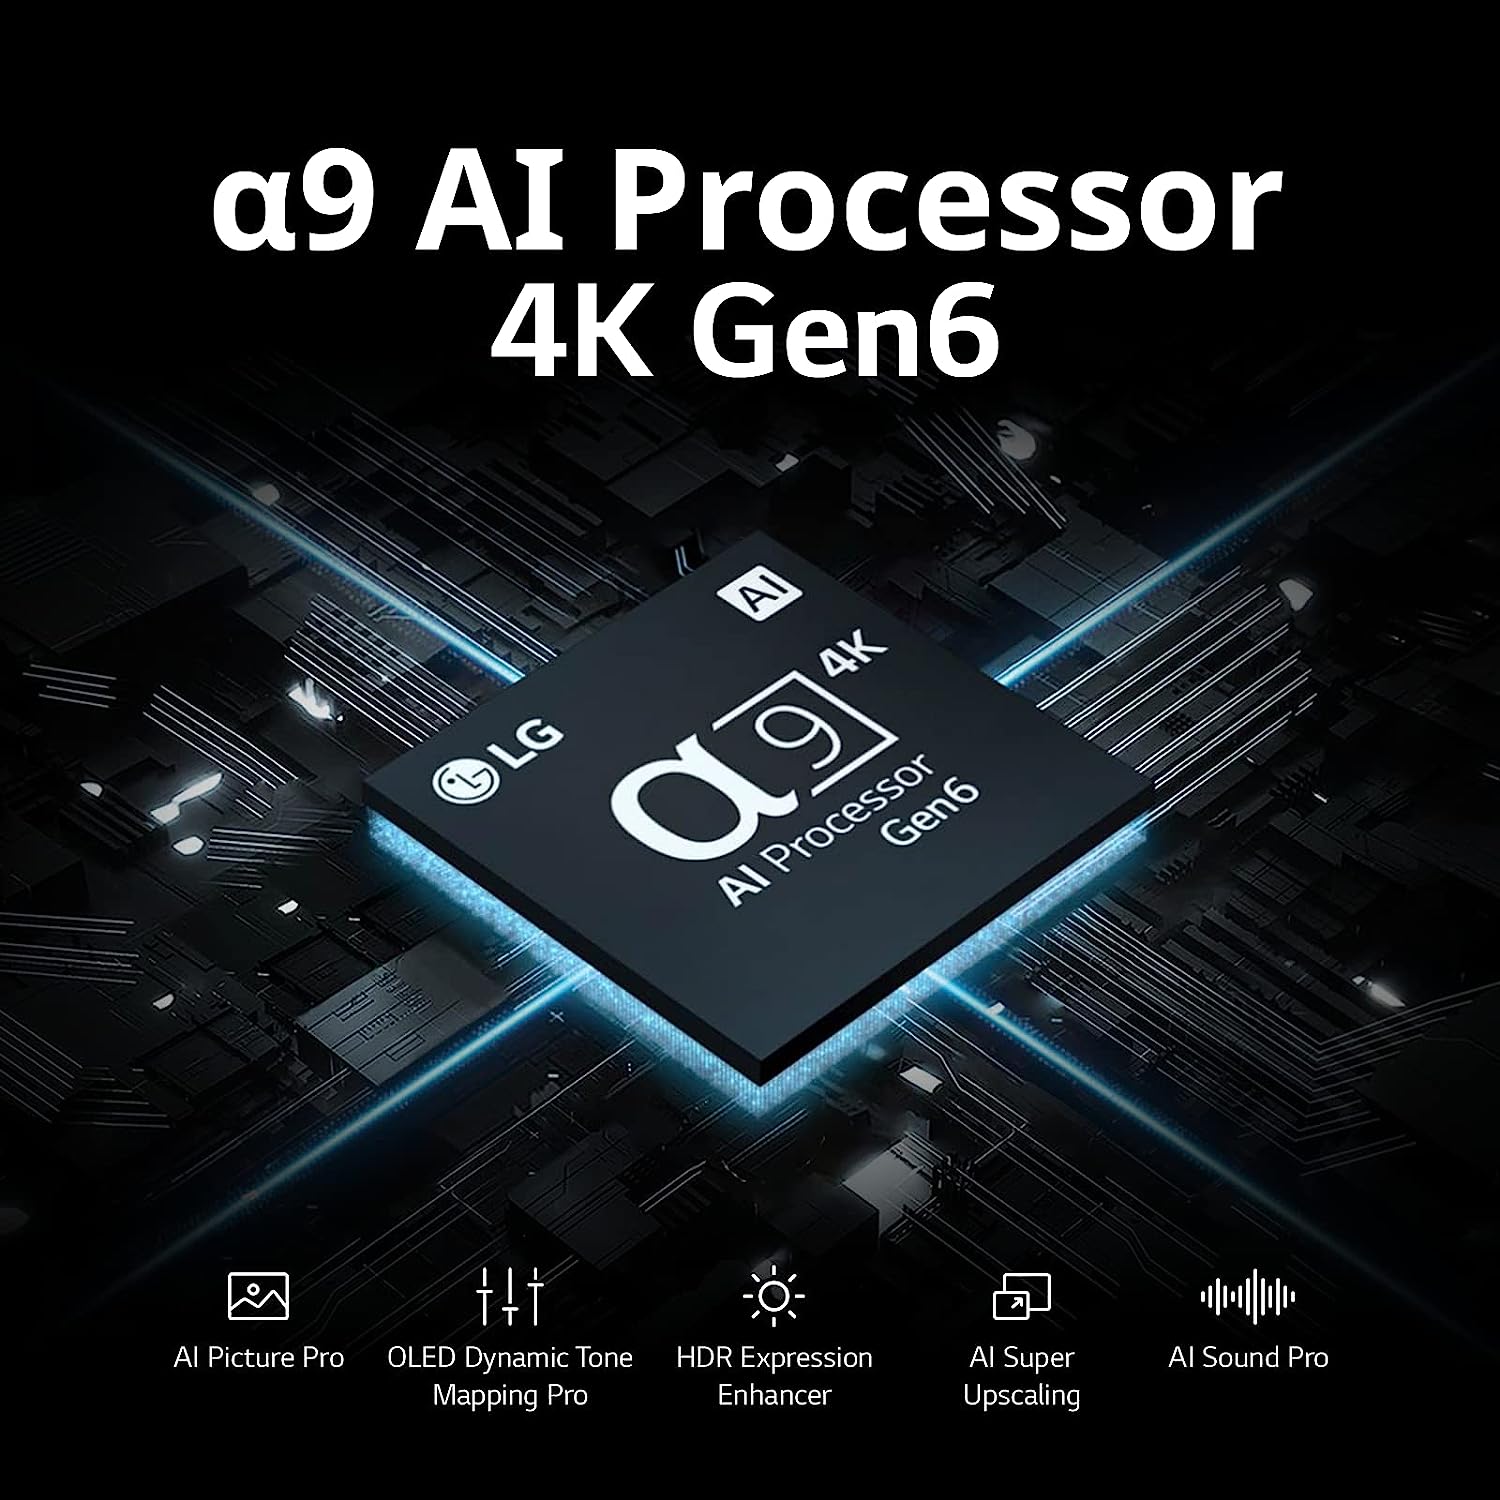 α9 AI Processor
4K Gen6
AI
4K
LG
α9
AI Processor
Gen6
AI Picture Pro
OLED Dynamic Tone
Mapping Pro
HDR Expression
Enhancer
AI Super
Upscaling
AI Sound Pro